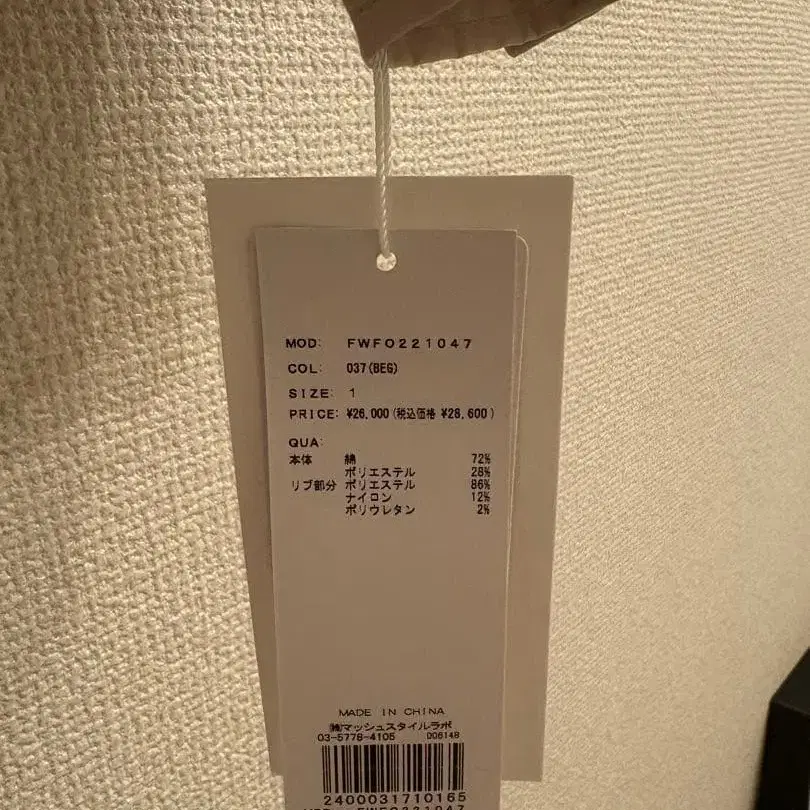 MOD: FWFO221047
COL: 037(BEG)
SIZE: 1
PRICE: ¥26,000(税込価格 ¥28,600)
QUA:
本体 綿 72%
ポリエステル 28%
リブ部分 ポリエステル 86%
ナイロン 12%
ポリウレタン 2%
MADE IN CHINA
㈱マッシュスタイルラボ
03-5778-4105 D06148
2400031710165
FWFO221047